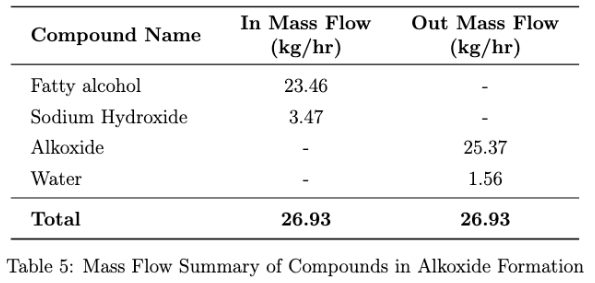 Compound Name In Mass Flow (kg/hr) Out Mass Flow (kg/hr)
Fatty alcohol 23.46 -
Sodium Hydroxide 3.47 -
Alkoxide - 25.37
Water - 1.56
Total 26.93 26.93
Table 5: Mass Flow Summary of Compounds in Alkoxide Formation